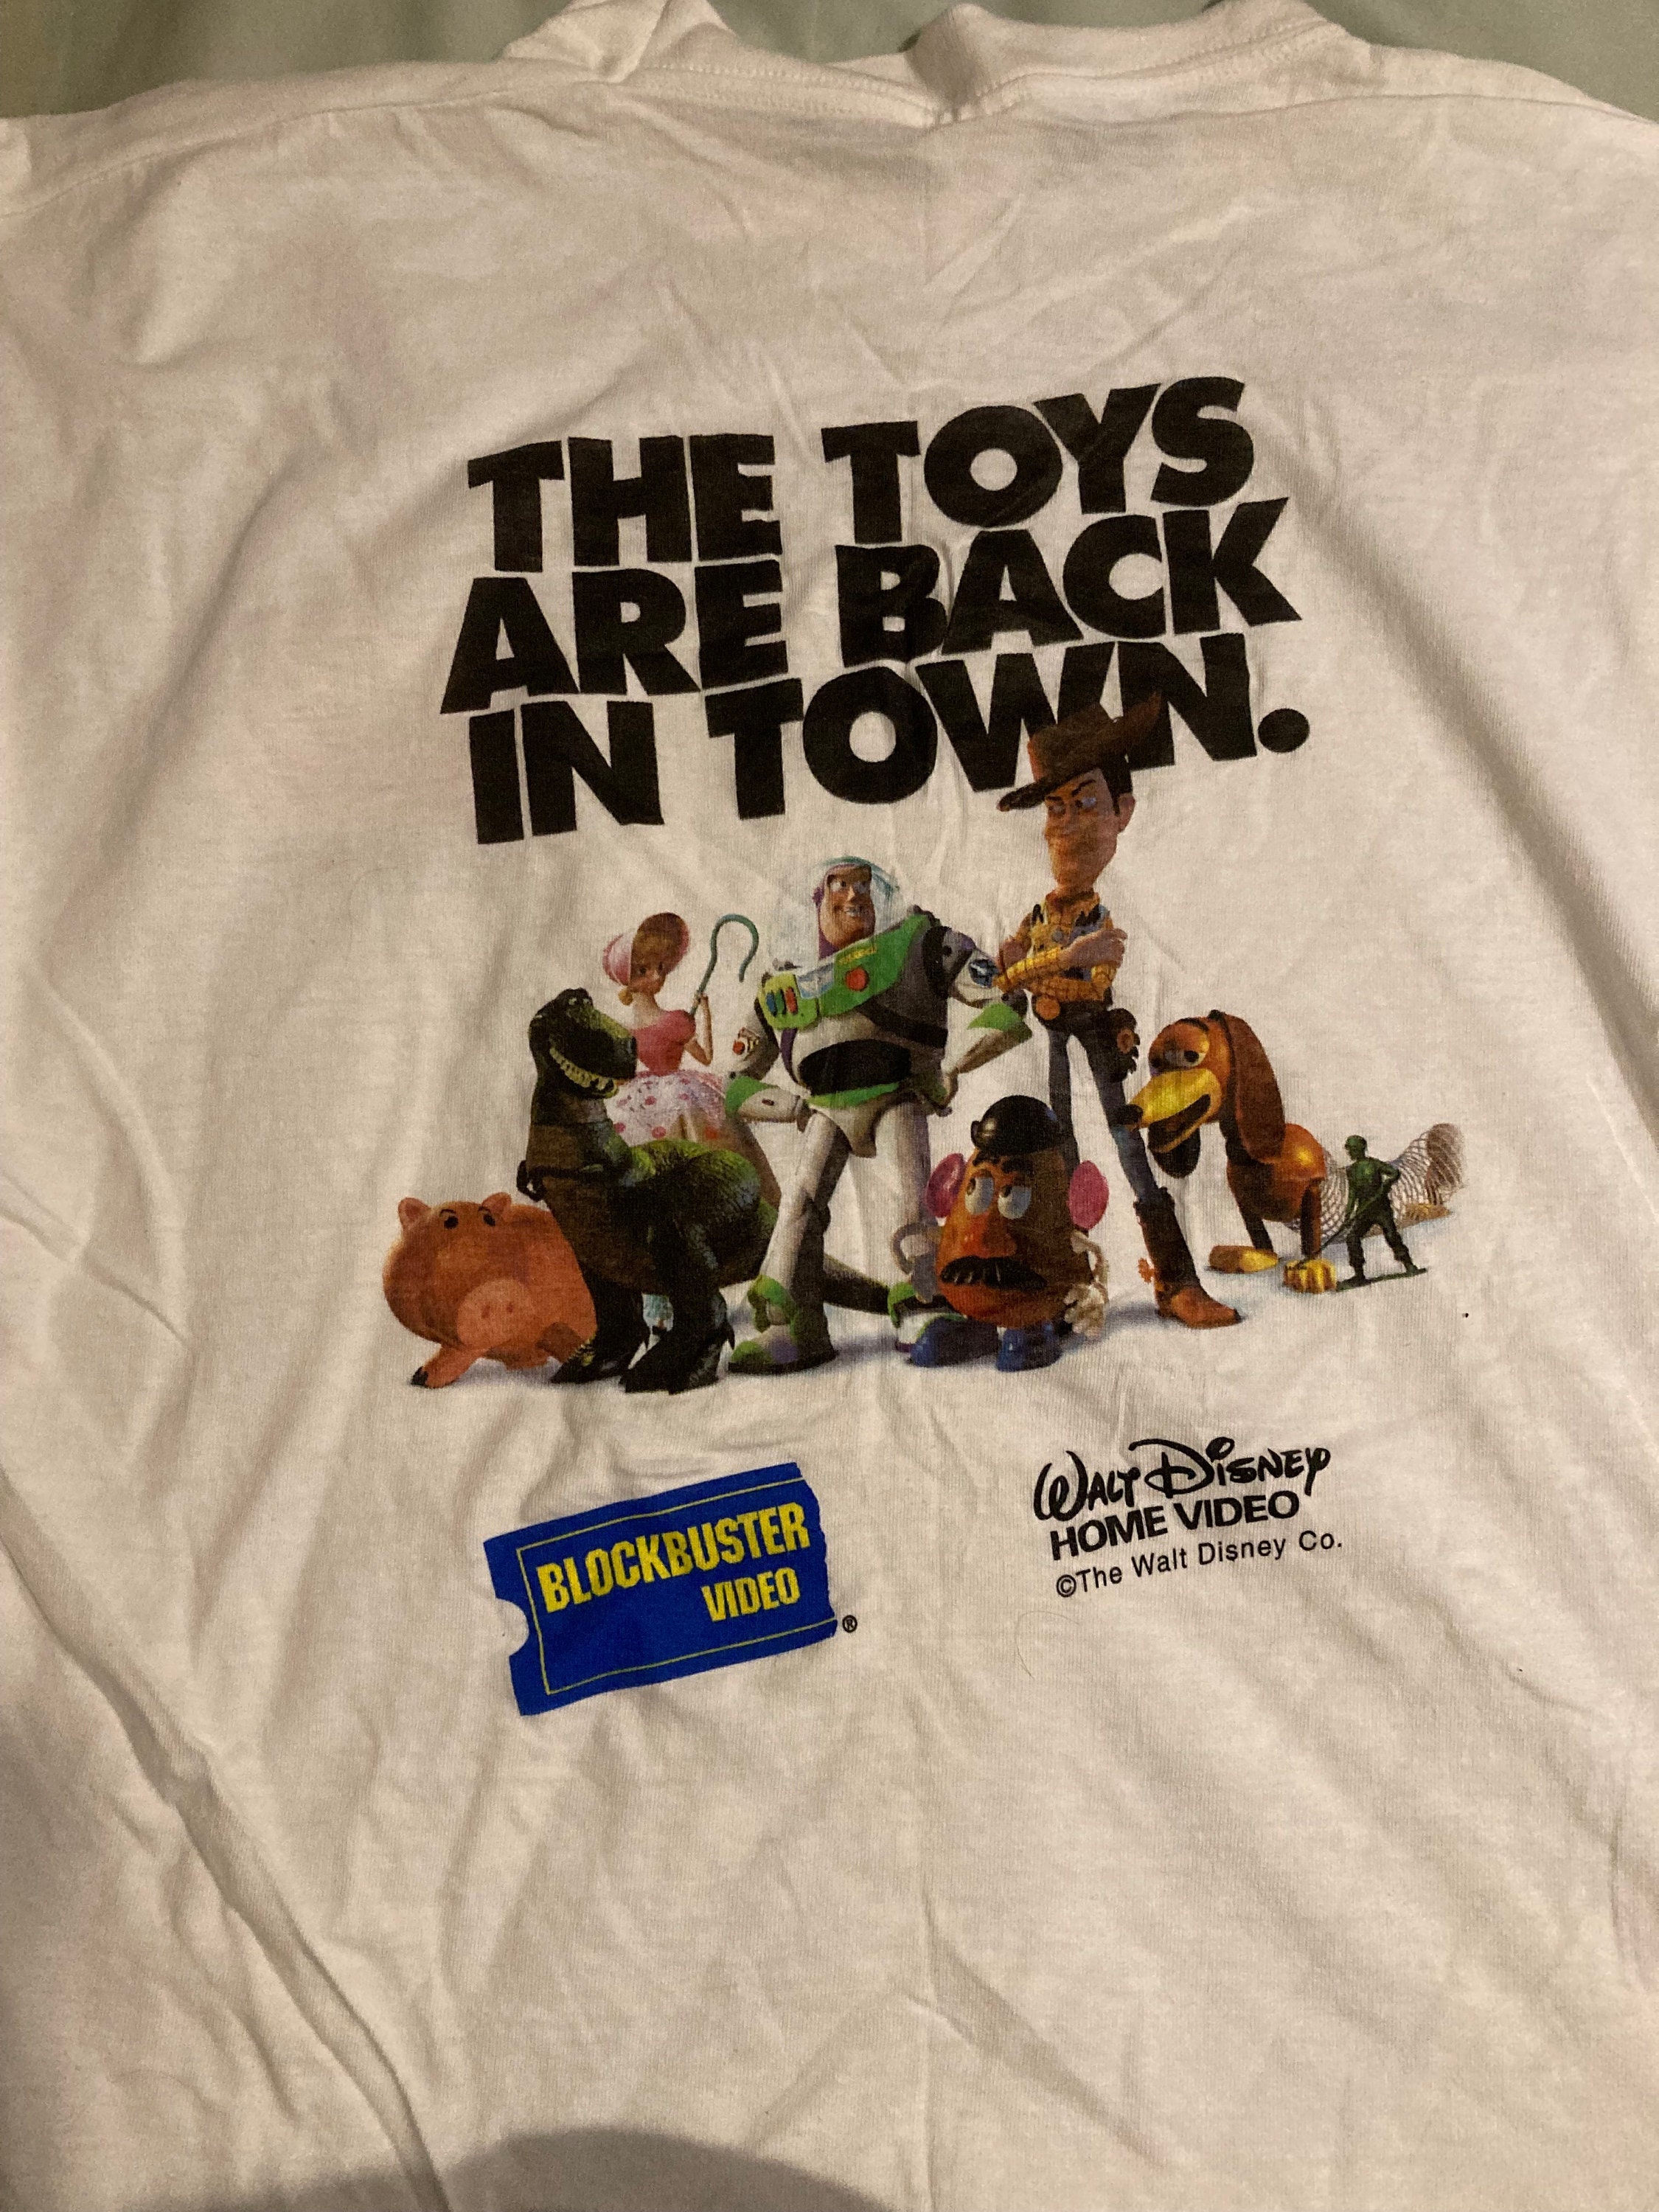 THE TOYS
ARE BACK
IN TOWN.
BLOCKBUSTER
VIDEO
®
WALT DISNEY
HOME VIDEO
©The Walt Disney Co.